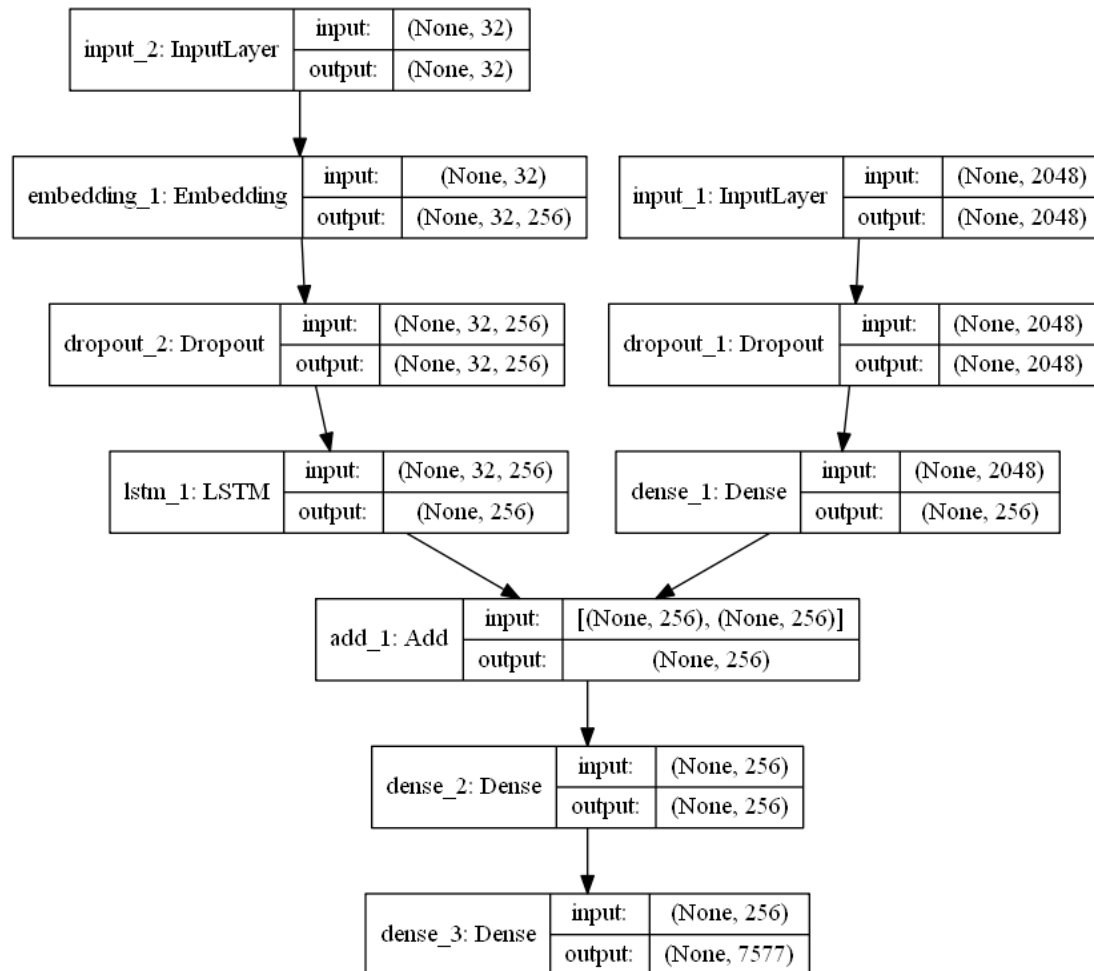 input_2: InputLayer input: (None, 32)
output: (None, 32)
embedding_1: Embedding input: (None, 32)
output: (None, 32, 256)
input_1: InputLayer input: (None, 2048)
output: (None, 2048)
dropout_2: Dropout input: (None, 32, 256)
output: (None, 32, 256)
dropout_1: Dropout input: (None, 2048)
output: (None, 2048)
lstm_1: LSTM input: (None, 32, 256)
output: (None, 256)
dense_1: Dense input: (None, 2048)
output: (None, 256)
add_1: Add input: [(None, 256), (None, 256)]
output: (None, 256)
dense_2: Dense input: (None, 256)
output: (None, 256)
dense_3: Dense input: (None, 256)
output: (None, 7577)